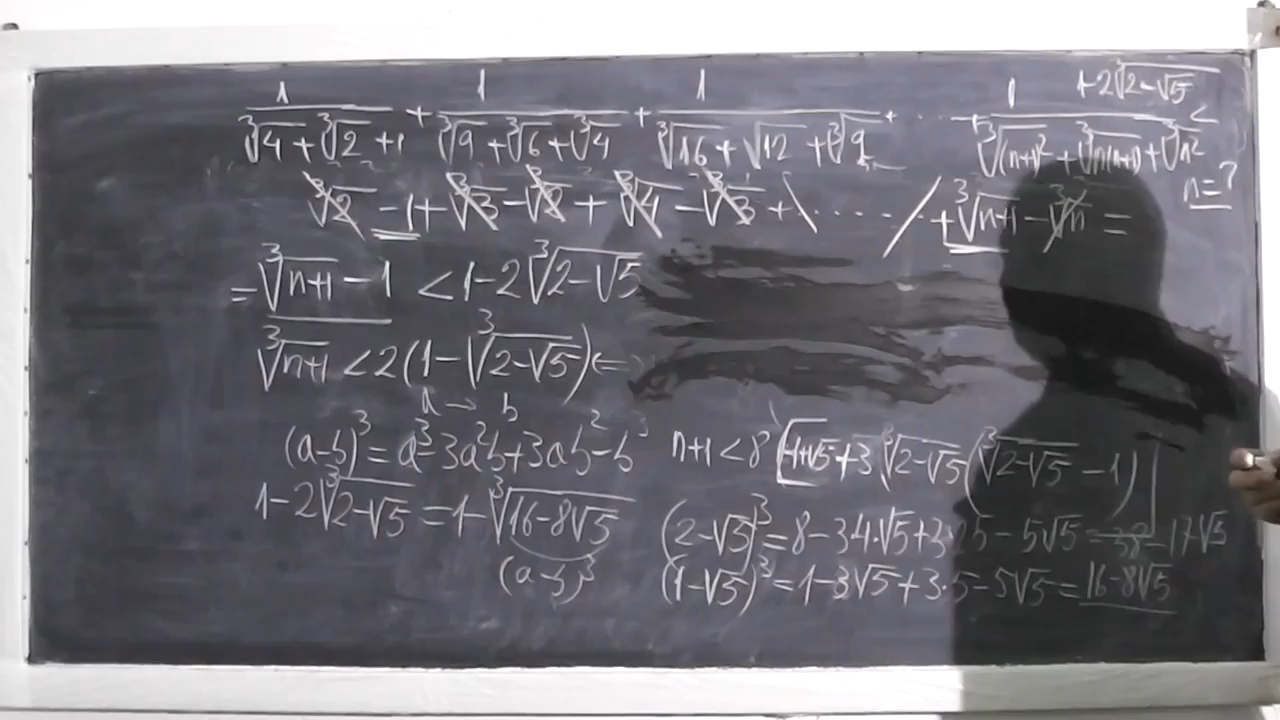 1/(∛4+∛2+1) + 1/(∛9+∛6+∛4) + 1/(∛16+√12+∛9) + · · · + 1/(∛(n+1)²+∛n(n+1)+∛n²) < 1-2∛(2-√5)
n=?
∛2 -1+∛3-∛2+∛4-∛3+ . . . . . +∛(n+1)-∛n =
=∛(n+1)-1 <1-2∛(2-√5)
∛(n+1)<2(1-∛(2-√5))<=
a → b
(a-b)³=a³-3a²b+3ab²-b³
n+1<8[-1+√5+3∛(2-√5)(∛(2-√5)-1)]
1-2∛(2-√5)=1-∛(16-8√5)
(a-b)³
(2-√5)³=8-34·√5+3·25-5√5=38-17√5
(1-√5)³=1-3√5+3·5-5√5=16-8√5